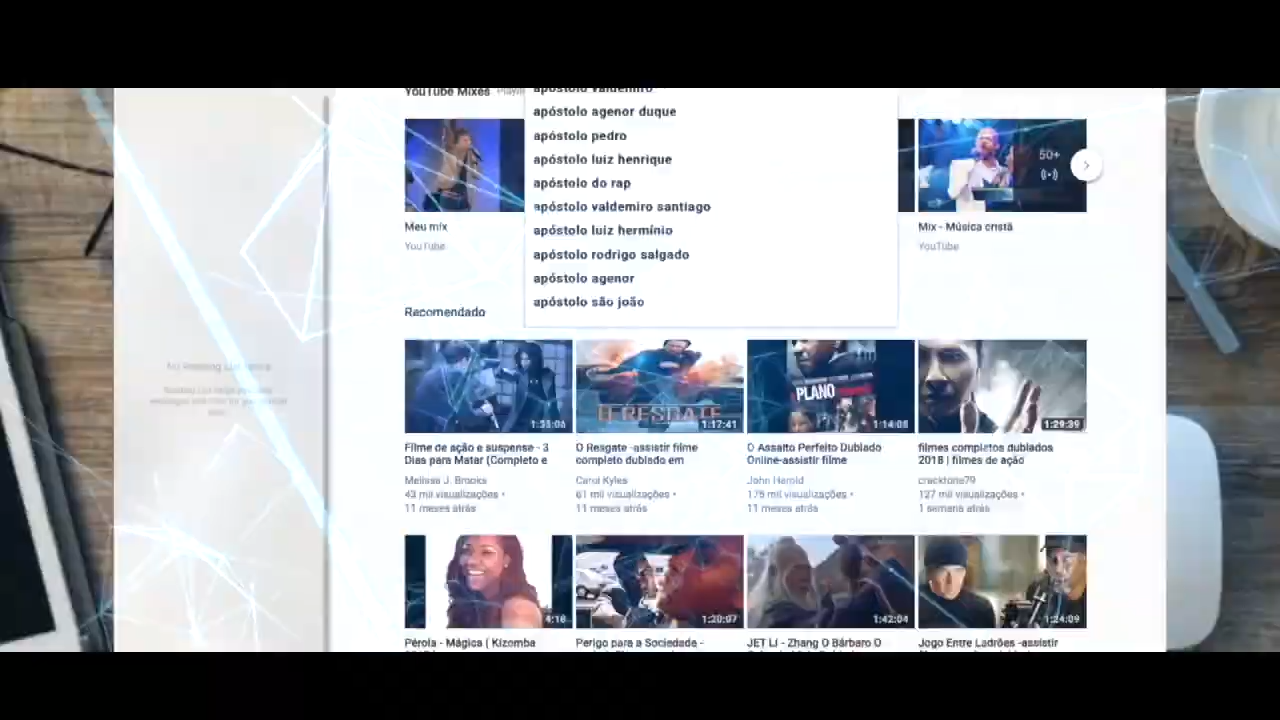 YouTube Mixes
apóstolo valdemiro
apóstolo agenor duque
apóstolo pedro
apóstolo luiz henrique
apóstolo do rap
apóstolo valdemiro santiago
apóstolo luiz hermínio
apóstolo rodrigo salgado
apóstolo agenor
apóstolo são joão
50+
Meu mix
YouTube
Mix - Música cristã
YouTube
Recomendado
PLANO
O RESGATE
1:17:41
1:14:05
1:29:39
Filme de ação e suspense - 3
Dias para Matar (Completo e
Melissa J. Brooks
43 mil visualizações •
11 meses atrás
O Resgate -assistir filme
completo dublado em
Carol Kyles
61 mil visualizações •
11 meses atrás
O Assalto Perfeito Dublado
Online-assistir filme
John Harold
175 mil visualizações •
11 meses atrás
filmes completos dublados
2018 | filmes de ação
cracktone79
127 mil visualizações •
1 semana atrás
4:16
1:20:07
1:42:04
1:24:09
Pérola - Mágica ( Kizomba
Perigo para a Sociedade -
JET LI - Zhang O Bárbaro O
Jogo Entre Ladrões -assistir